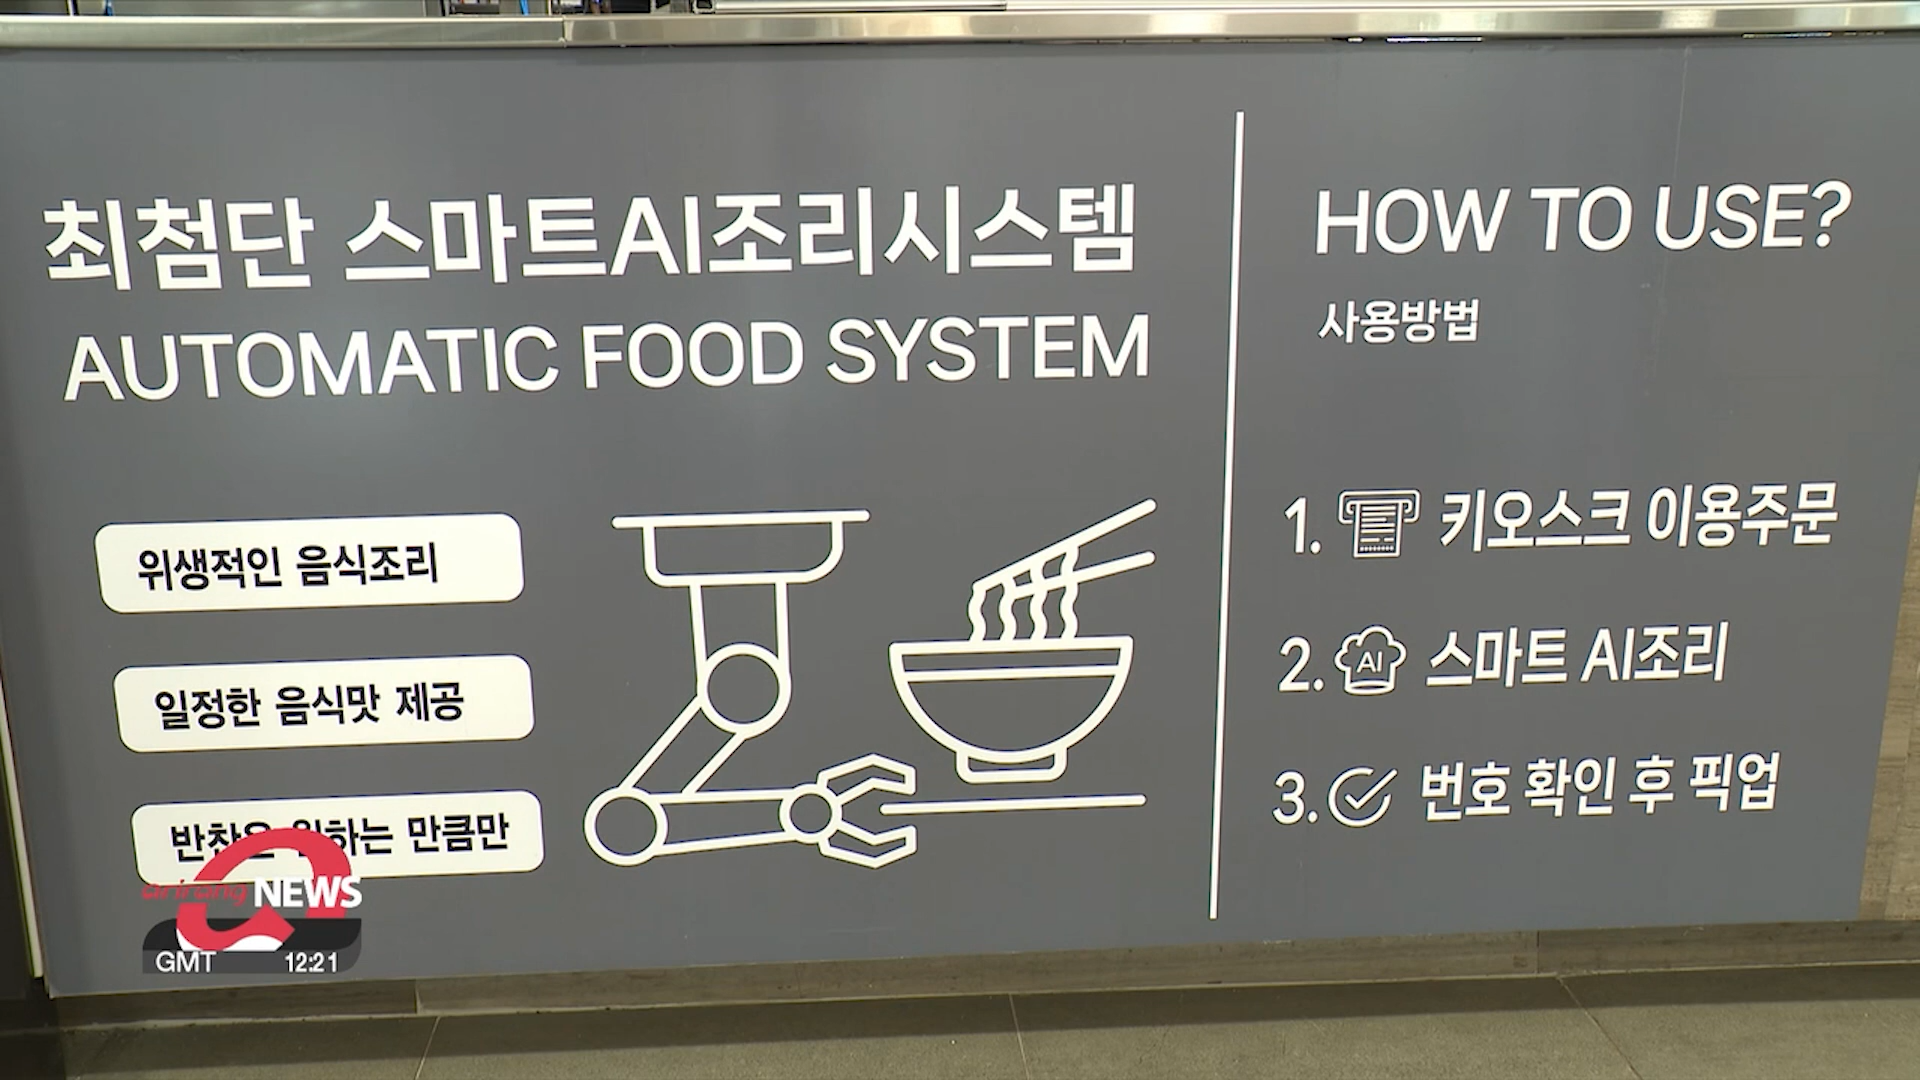 최첨단 스마트AI조리시스템
AUTOMATIC FOOD SYSTEM
위생적인 음식조리
일정한 음식맛 제공
반찬은 원하는 만큼만
HOW TO USE?
사용방법
1. 키오스크 이용주문
2. AI 스마트 AI조리
3. 번호 확인 후 픽업
arirang NEWS
GMT 12:21